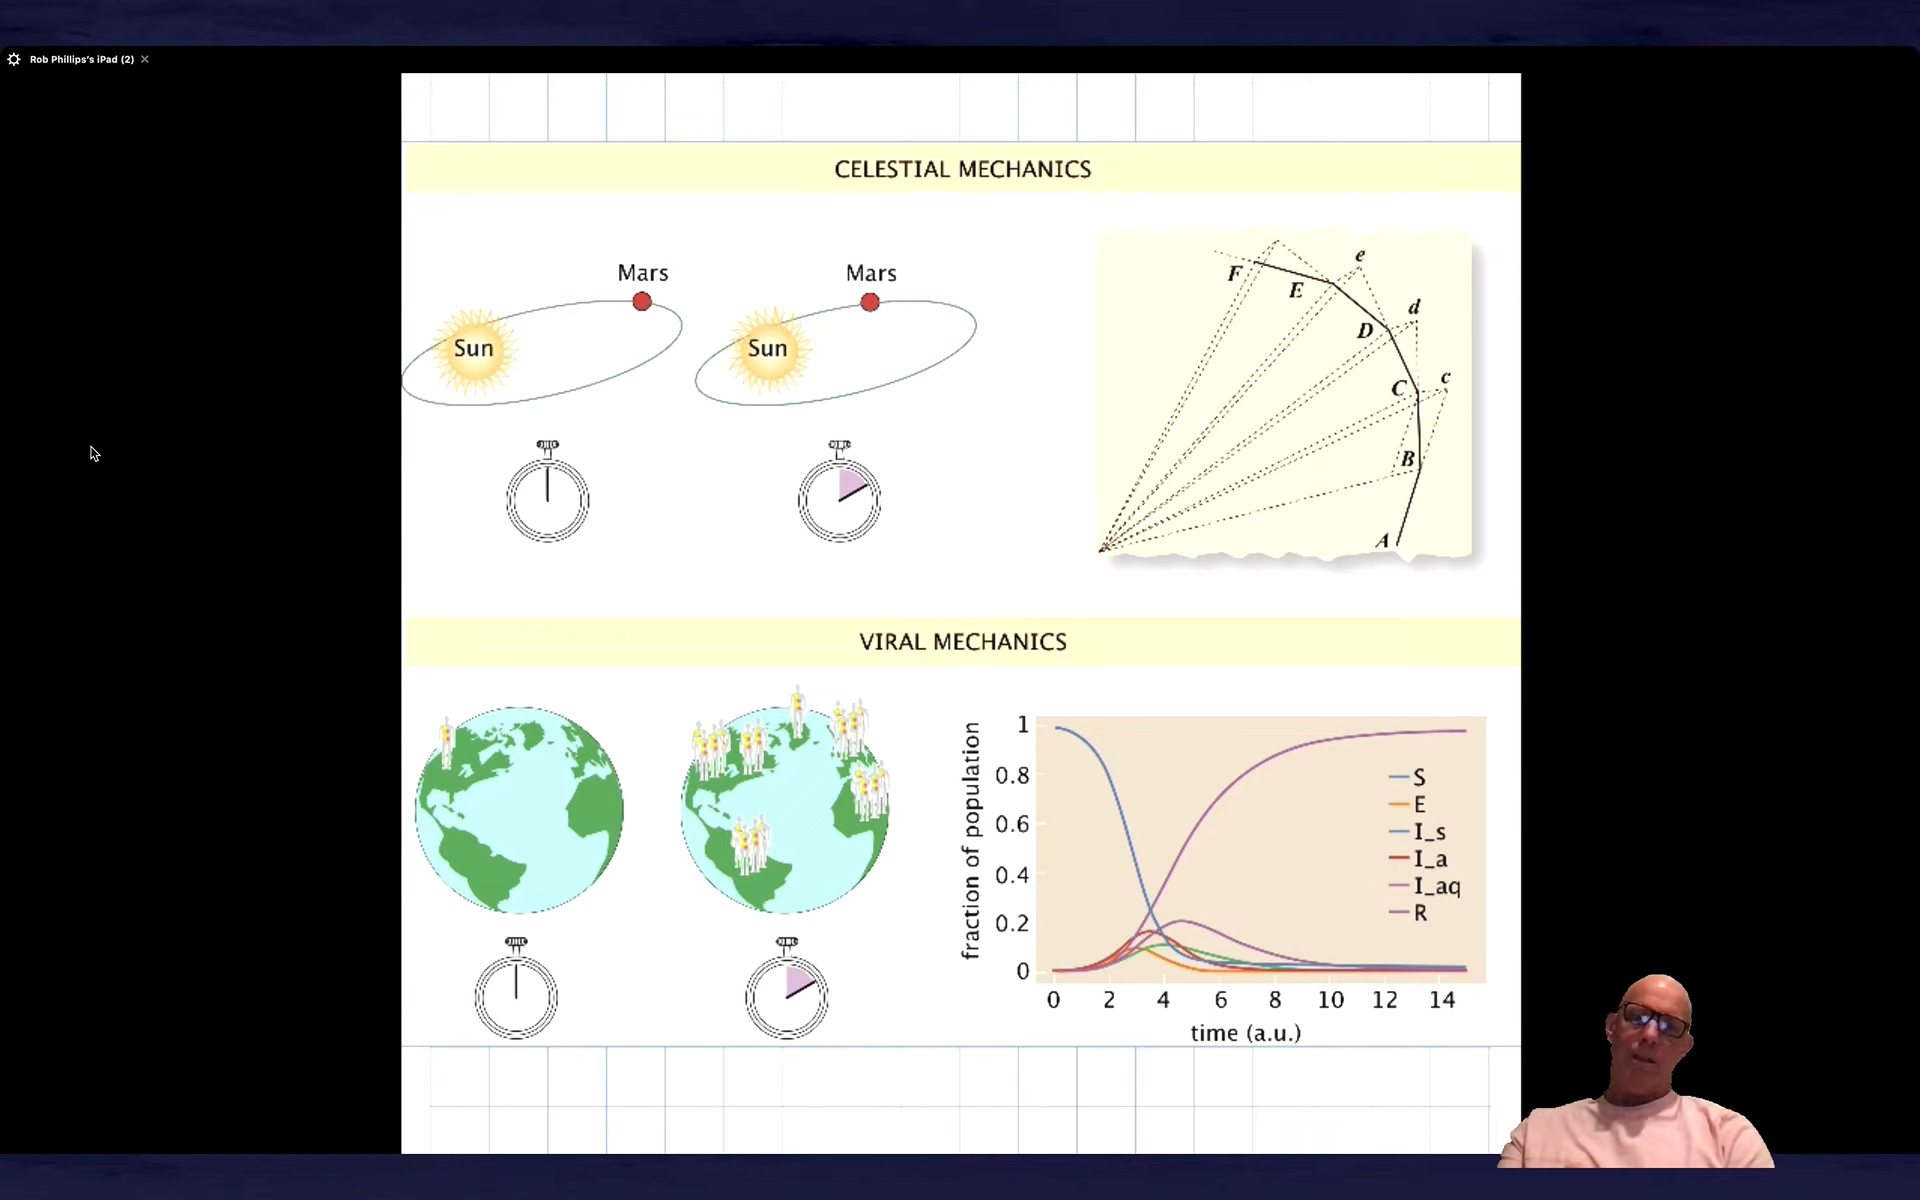 Rob Phillips's iPad (2)
CELESTIAL MECHANICS
Mars
Mars
Sun
Sun
e
F
E
d
D
c
C
B
A
VIRAL MECHANICS
fraction of population
1
0.8
0.6
0.4
0.2
0
S
E
I_s
I_a
I_aq
R
0 2 4 6 8 10 12 14
time (a.u.)